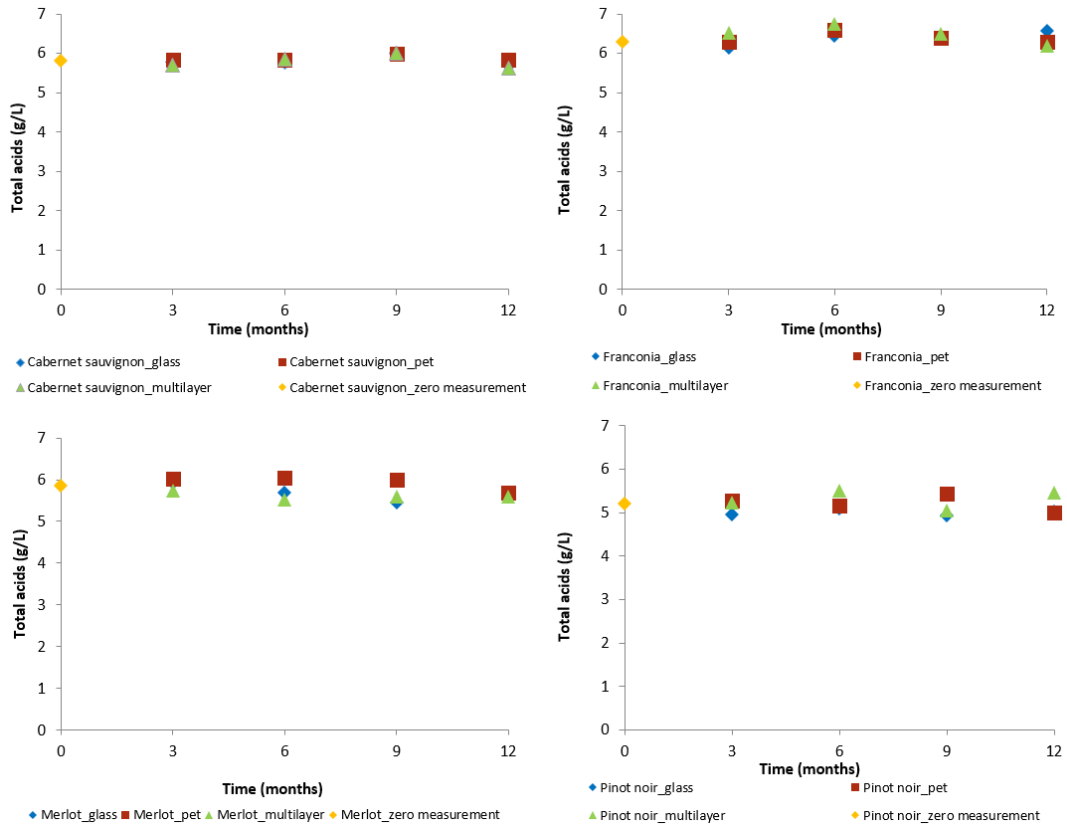 7
6
5
4
3
2
1
0
Total acids (g/L)
0 3 6 9 12
Time (months)
Cabernet sauvignon_glass Cabernet sauvignon_pet
Cabernet sauvignon_multilayer Cabernet sauvignon_zero measurement
7
6
5
4
3
2
1
0
Total acids (g/L)
0 3 6 9 12
Time (months)
Franconia_glass Franconia_pet
Franconia_multilayer Franconia_zero measurement
7
6
5
4
3
2
1
0
Total acids (g/L)
0 3 6 9 12
Time (months)
Merlot_glass Merlot_pet Merlot_multilayer Merlot_zero measurement
7
6
5
4
3
2
1
0
Total acids (g/L)
0 3 6 9 12
Time (months)
Pinot noir_glass Pinot noir_pet
Pinot noir_multilayer Pinot noir_zero measurement